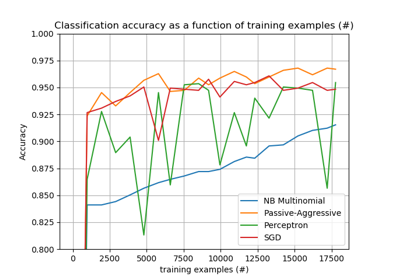 Classification accuracy as a function of training examples (#)
1.000
0.975
0.950
0.925
0.900
0.875
0.850
0.825
0.800
Accuracy
NB Multinomial
Passive-Aggressive
Perceptron
SGD
0 2500 5000 7500 10000 12500 15000 17500
training examples (#)